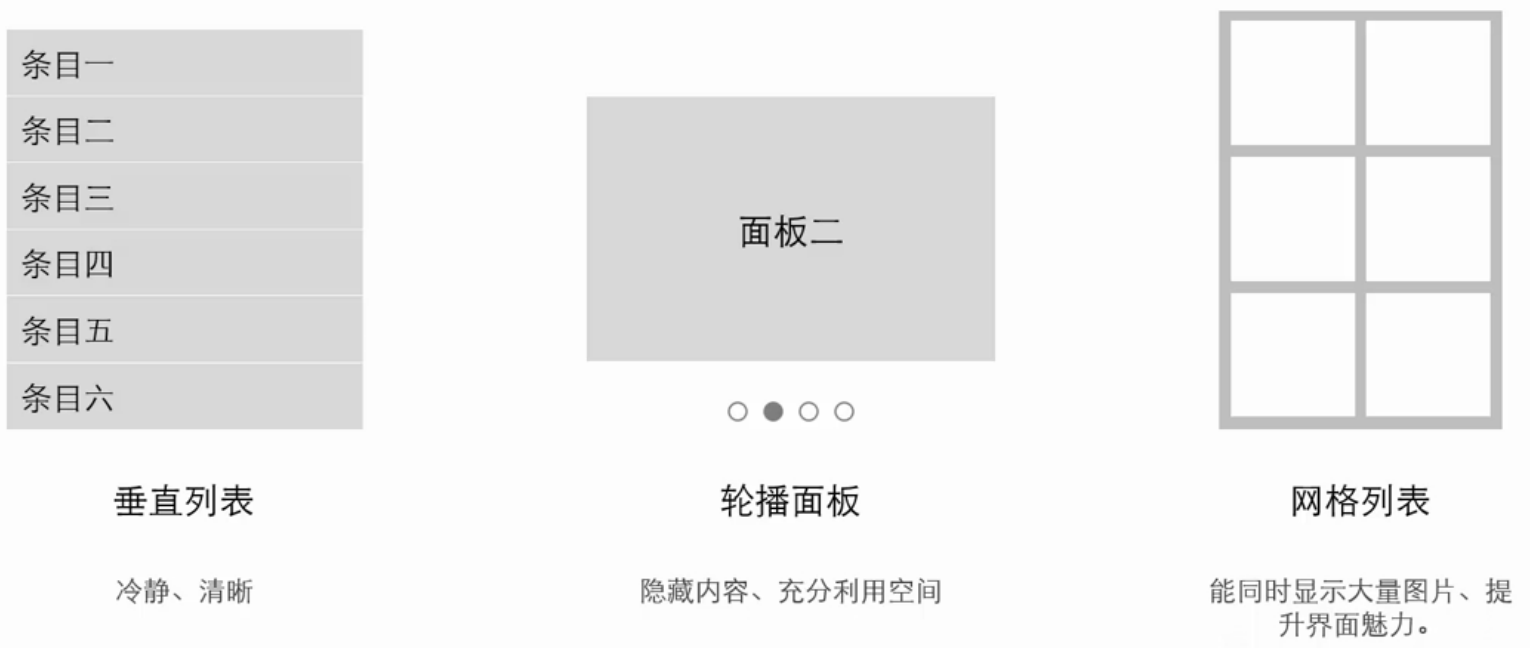 条目一
条目二
条目三
条目四
条目五
条目六
垂直列表
冷静、清晰
面板二
轮播面板
隐藏内容、充分利用空间
网格列表
能同时显示大量图片、提
升界面魅力。